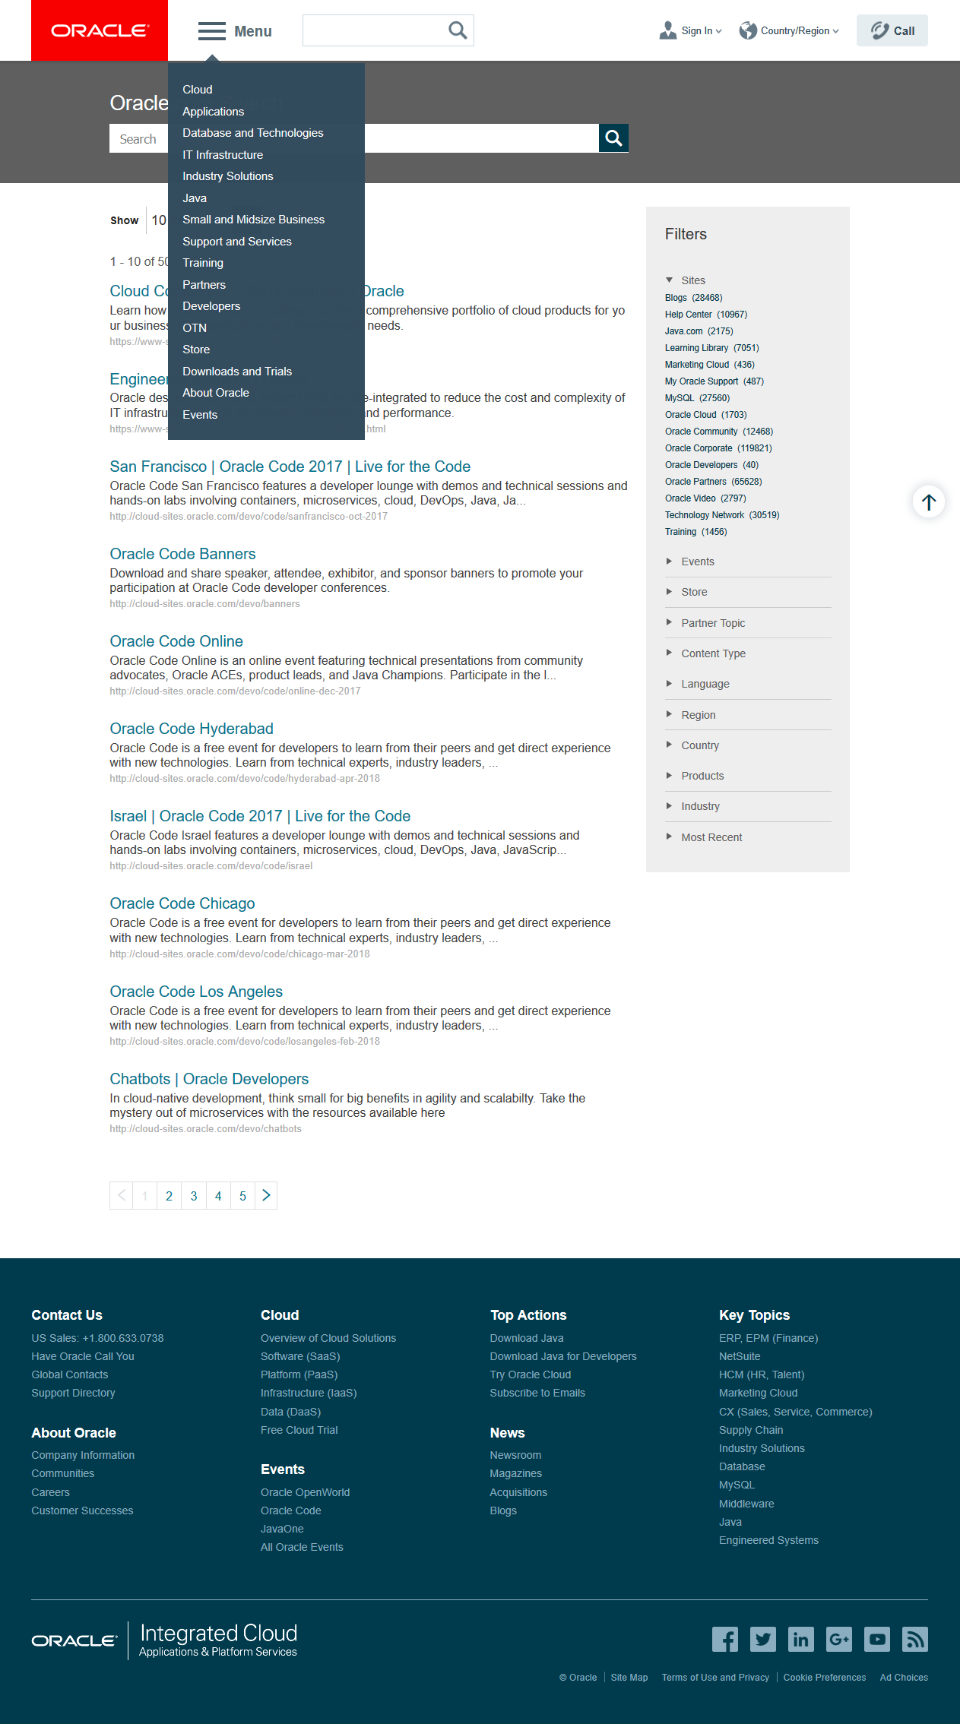 ORACLE
Menu
Sign In
Country/Region
Call
Cloud
Applications
Database and Technologies
IT Infrastructure
Industry Solutions
Java
Small and Midsize Business
Support and Services
Training
Partners
Developers
OTN
Store
Downloads and Trials
About Oracle
Events
Oracle
Search
Show 10
1 - 10 of 50
Cloud Oracle
Learn how comprehensive portfolio of cloud products for yo
ur business needs.
Engineer
Oracle des e-integrated to reduce the cost and complexity of
IT infrastru nd performance.
https://www-s html
San Francisco | Oracle Code 2017 | Live for the Code
Oracle Code San Francisco features a developer lounge with demos and technical sessions and
hands-on labs involving containers, microservices, cloud, DevOps, Java, Ja...
http://cloud-sites.oracle.com/devo/code/sanfrancisco-oct-2017
Oracle Code Banners
Download and share speaker, attendee, exhibitor, and sponsor banners to promote your
participation at Oracle Code developer conferences.
http://cloud-sites.oracle.com/devo/banners
Oracle Code Online
Oracle Code Online is an online event featuring technical presentations from community
advocates, Oracle ACEs, product leads, and Java Champions. Participate in the l...
http://cloud-sites.oracle.com/devo/code/online-dec-2017
Oracle Code Hyderabad
Oracle Code is a free event for developers to learn from their peers and get direct experience
with new technologies. Learn from technical experts, industry leaders, ...
http://cloud-sites.oracle.com/devo/code/hyderabad-apr-2018
Israel | Oracle Code 2017 | Live for the Code
Oracle Code Israel features a developer lounge with demos and technical sessions and
hands-on labs involving containers, microservices, cloud, DevOps, Java, JavaScrip...
http://cloud-sites.oracle.com/devo/code/israel
Oracle Code Chicago
Oracle Code is a free event for developers to learn from their peers and get direct experience
with new technologies. Learn from technical experts, industry leaders, ...
http://cloud-sites.oracle.com/devo/code/chicago-mar-2018
Oracle Code Los Angeles
Oracle Code is a free event for developers to learn from their peers and get direct experience
with new technologies. Learn from technical experts, industry leaders, ...
http://cloud-sites.oracle.com/devo/code/losangeles-feb-2018
Chatbots | Oracle Developers
In cloud-native development, think small for big benefits in agility and scalabilty. Take the
mystery out of microservices with the resources available here
http://cloud-sites.oracle.com/devo/chatbots
1 2 3 4 5
Filters
Sites
Blogs (28468)
Help Center (10967)
Java.com (2175)
Learning Library (7051)
Marketing Cloud (436)
My Oracle Support (487)
MySQL (27560)
Oracle Cloud (1703)
Oracle Community (12468)
Oracle Corporate (119821)
Oracle Developers (40)
Oracle Partners (65628)
Oracle Video (2797)
Technology Network (30519)
Training (1456)
Events
Store
Partner Topic
Content Type
Language
Region
Country
Products
Industry
Most Recent
Contact Us
US Sales: +1.800.633.0738
Have Oracle Call You
Global Contacts
Support Directory
About Oracle
Company Information
Communities
Careers
Customer Successes
Cloud
Overview of Cloud Solutions
Software (SaaS)
Platform (PaaS)
Infrastructure (IaaS)
Data (DaaS)
Free Cloud Trial
Events
Oracle OpenWorld
Oracle Code
JavaOne
All Oracle Events
Top Actions
Download Java
Download Java for Developers
Try Oracle Cloud
Subscribe to Emails
News
Newsroom
Magazines
Acquisitions
Blogs
Key Topics
ERP, EPM (Finance)
NetSuite
HCM (HR, Talent)
Marketing Cloud
CX (Sales, Service, Commerce)
Supply Chain
Industry Solutions
Database
MySQL
Middleware
Java
Engineered Systems
ORACLE
Integrated Cloud
Applications & Platform Services
© Oracle | Site Map Terms of Use and Privacy | Cookie Preferences Ad Choices